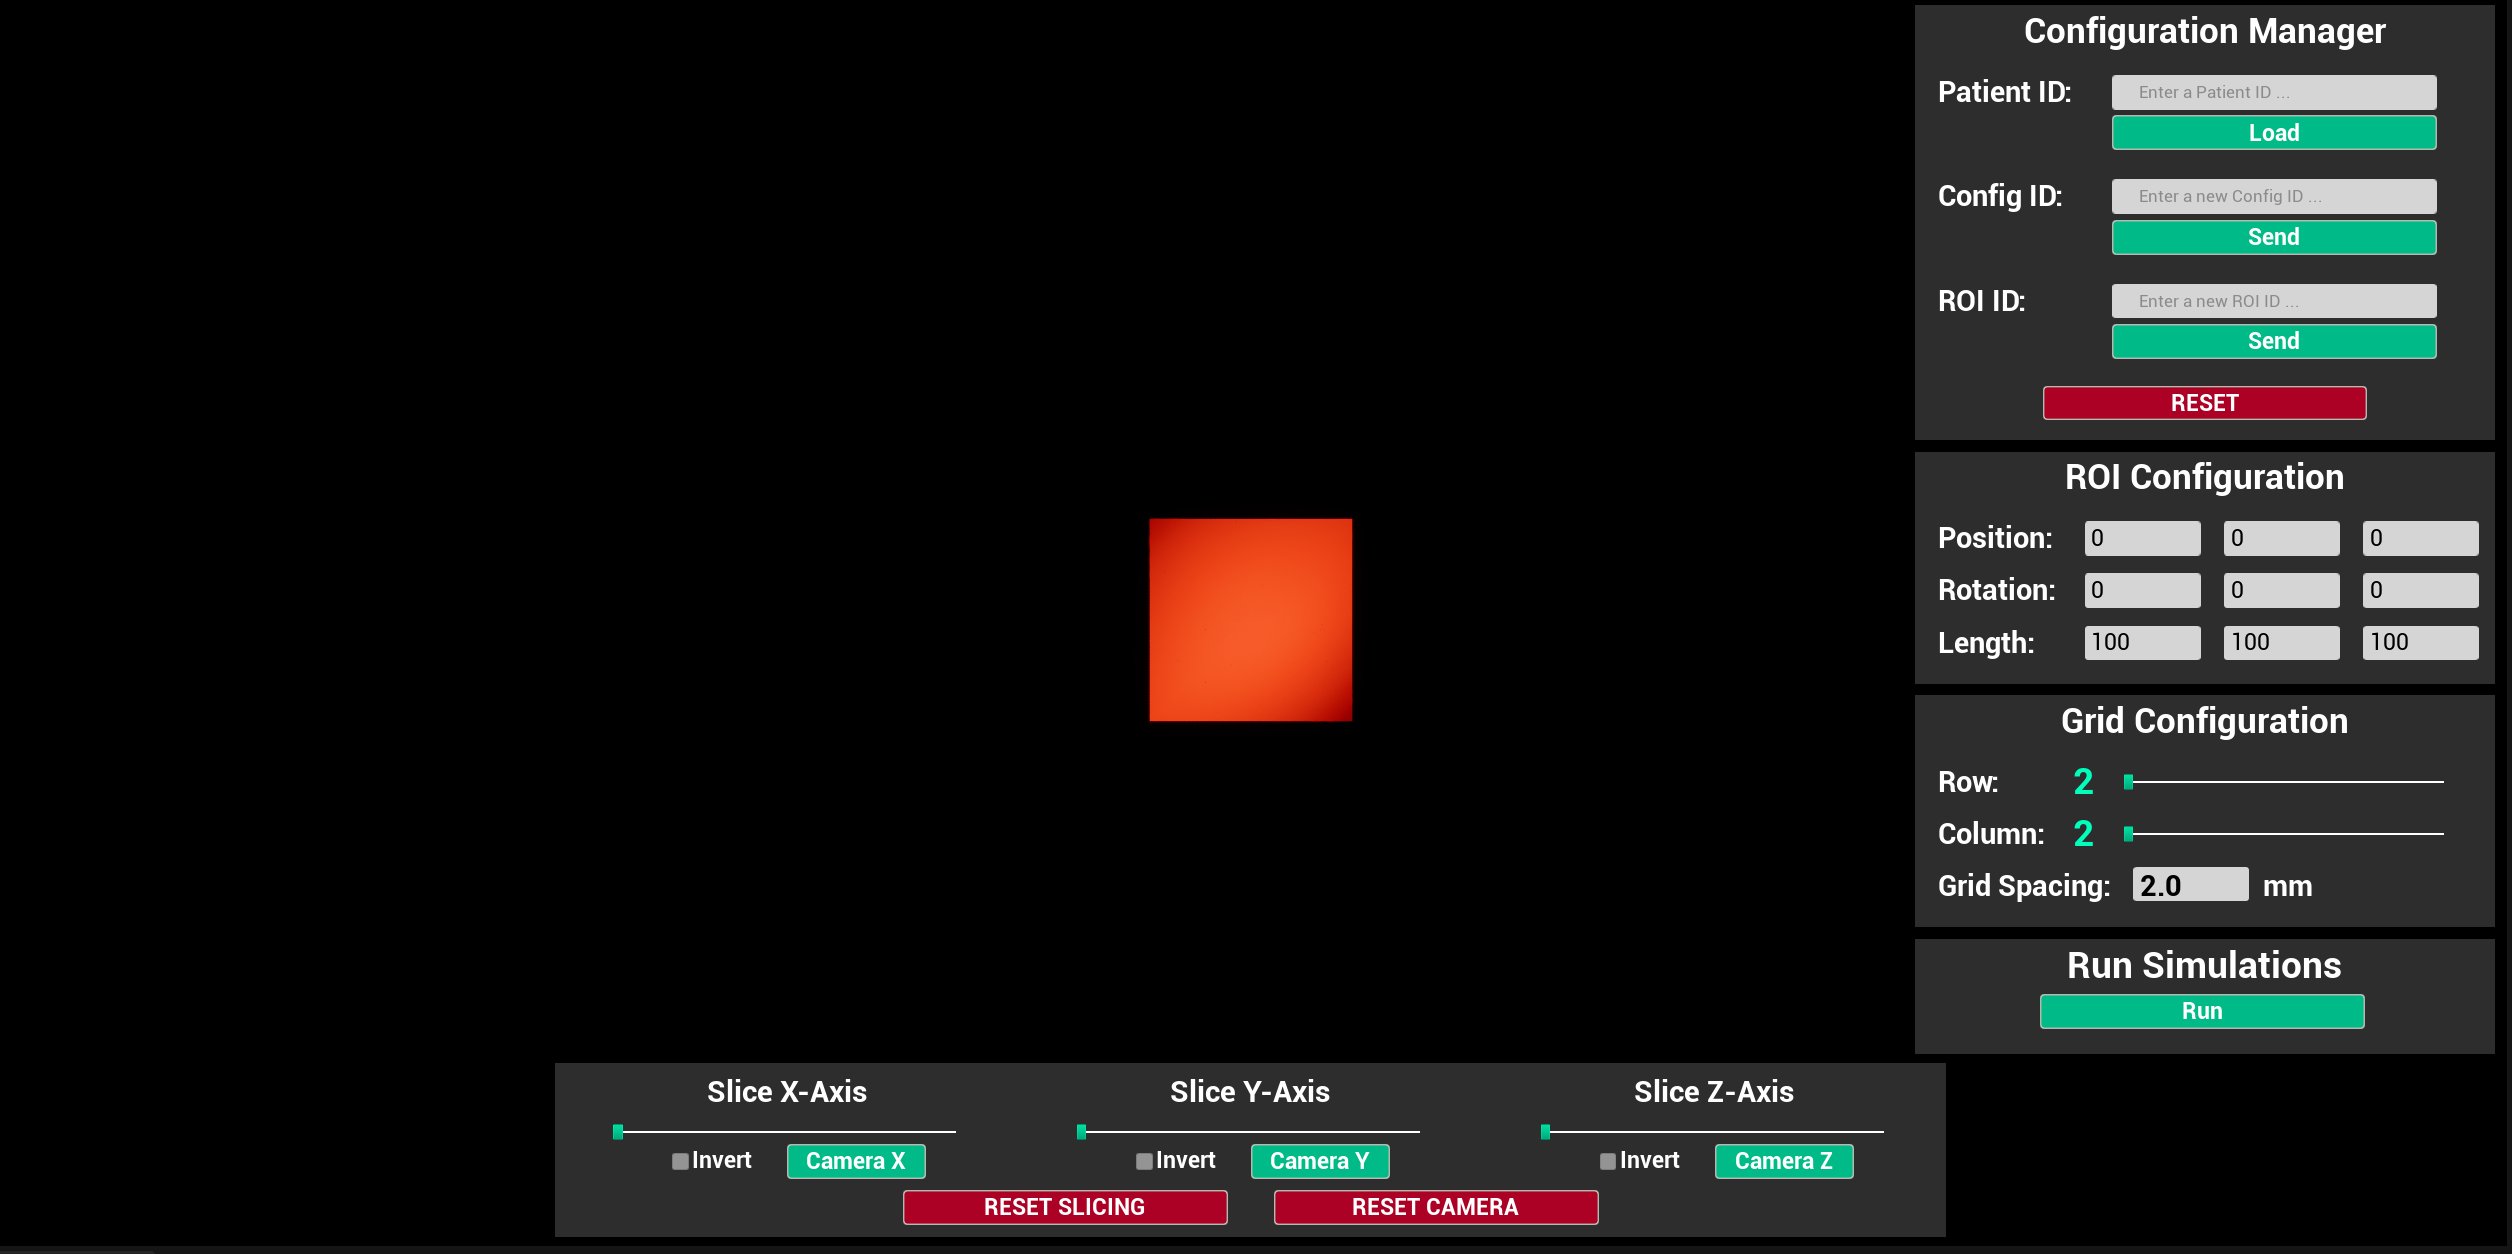 Configuration Manager
Patient ID: Enter a Patient ID ...
Load
Config ID: Enter a new Config ID ...
Send
ROI ID: Enter a new ROI ID ...
Send
RESET
ROI Configuration
Position: 0 0 0
Rotation: 0 0 0
Length: 100 100 100
Grid Configuration
Row: 2
Column: 2
Grid Spacing: 2.0 mm
Run Simulations
Run
Slice X-Axis Slice Y-Axis Slice Z-Axis
Invert Camera X Invert Camera Y Invert Camera Z
RESET SLICING RESET CAMERA